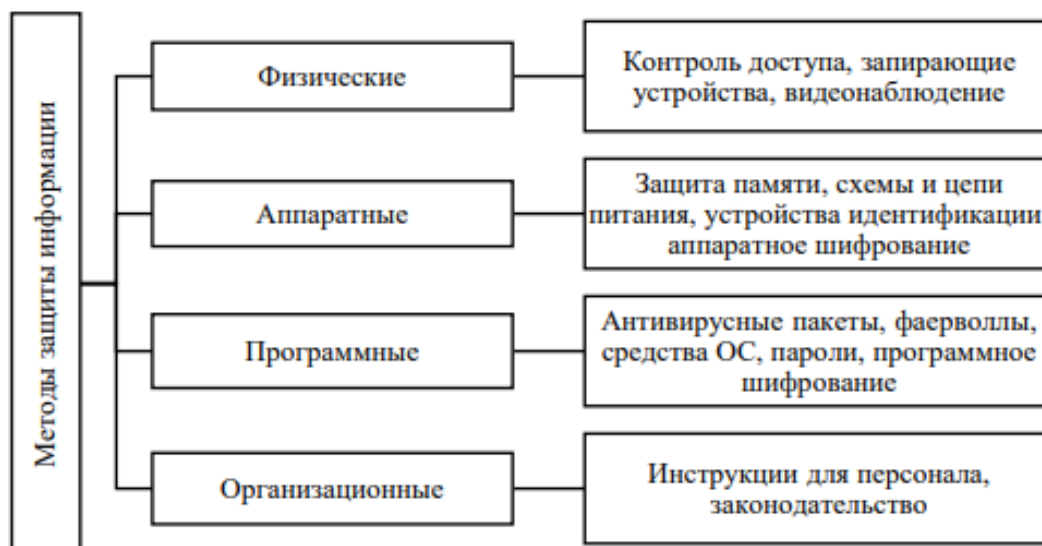 Методы защиты информации
Физические
Контроль доступа, запирающие
устройства, видеонаблюдение
Аппаратные
Защита памяти, схемы и цепи
питания, устройства идентификации
аппаратное шифрование
Программные
Антивирусные пакеты, фаерволлы,
средства ОС, пароли, программное
шифрование
Организационные
Инструкции для персонала,
законодательство